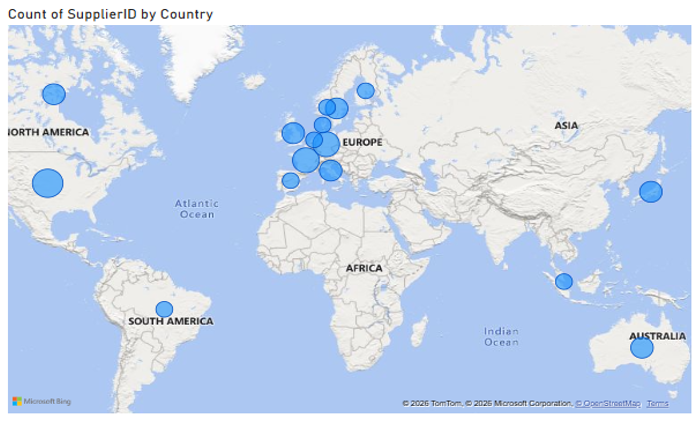 Count of SupplierID by Country
NORTH AMERICA
ASIA
EUROPE
Atlantic
Ocean
AFRICA
SOUTH AMERICA
Indian
Ocean
AUSTRALIA
Microsoft Bing
© 2026 TomTom, © 2026 Microsoft Corporation, © OpenStreetMap Terms